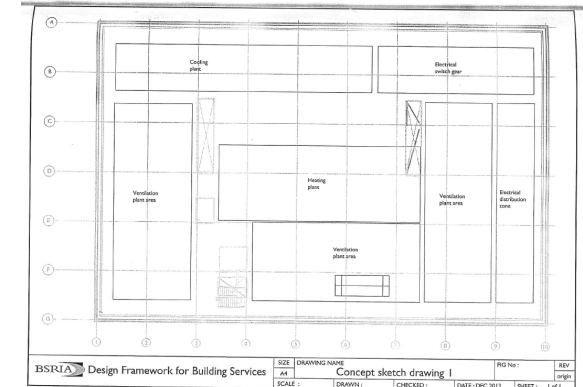 A
Cooling
plant
Electrical
switch gear
B
C
D
Heating
plant
Ventilation
plant area
Ventilation
plant area
Electrical
distribution
zone
E
Ventilation
plant area
F
G
1 2 3 4 5 6 7 8 9 10
BSRIA Design Framework for Building Services
SIZE
A4
DRAWING NAME
Concept sketch drawing 1
FIG No :
REV
origin
SCALE :
DRAWN :
CHECKED :
DATE : DEC 2013
SHEET : 1 of 1